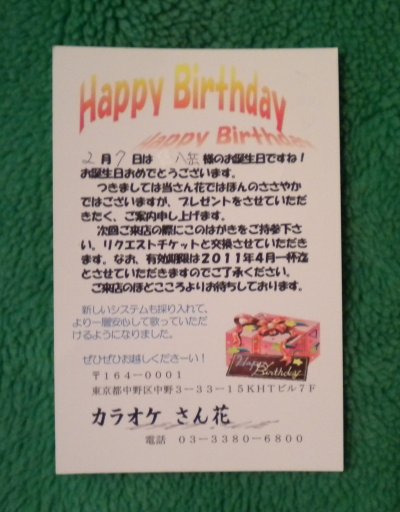 Happy Birthday
Happy Birthday
2月7日は 八 様のお誕生日ですね！
お誕生日おめでとうございます。
つきましては当さん花ではほんのささやか
ではございますが、プレゼントをさせていただ
きたく、ご案内申し上げます。
次回ご来店の際にこのはがきをご持参下さ
い。リクエストチケットと交換させていただき
ます。なお、有効期限は２０１１年４月一杯迄
とさせていただきますのでご了承ください。
ご来店のほどこころよりお待ちしております。
新しいシステムも採り入れて、
より一層安心して歌っていただ
けるようになりました。
ぜひぜひお越しくださーい！
Happy
Birthday
〒１６４－０００１
東京都中野区中野３－３３－１５KHTビル７F
カラオケ さん花
電話 ０３－３３８０－６８００